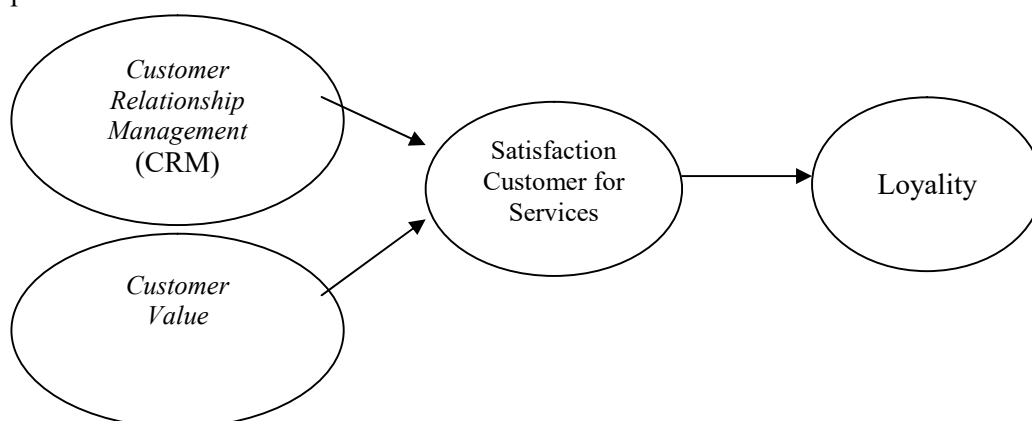 Customer
Relationship
Management
(CRM)
Customer
Value
Satisfaction
Customer for
Services
Loyality